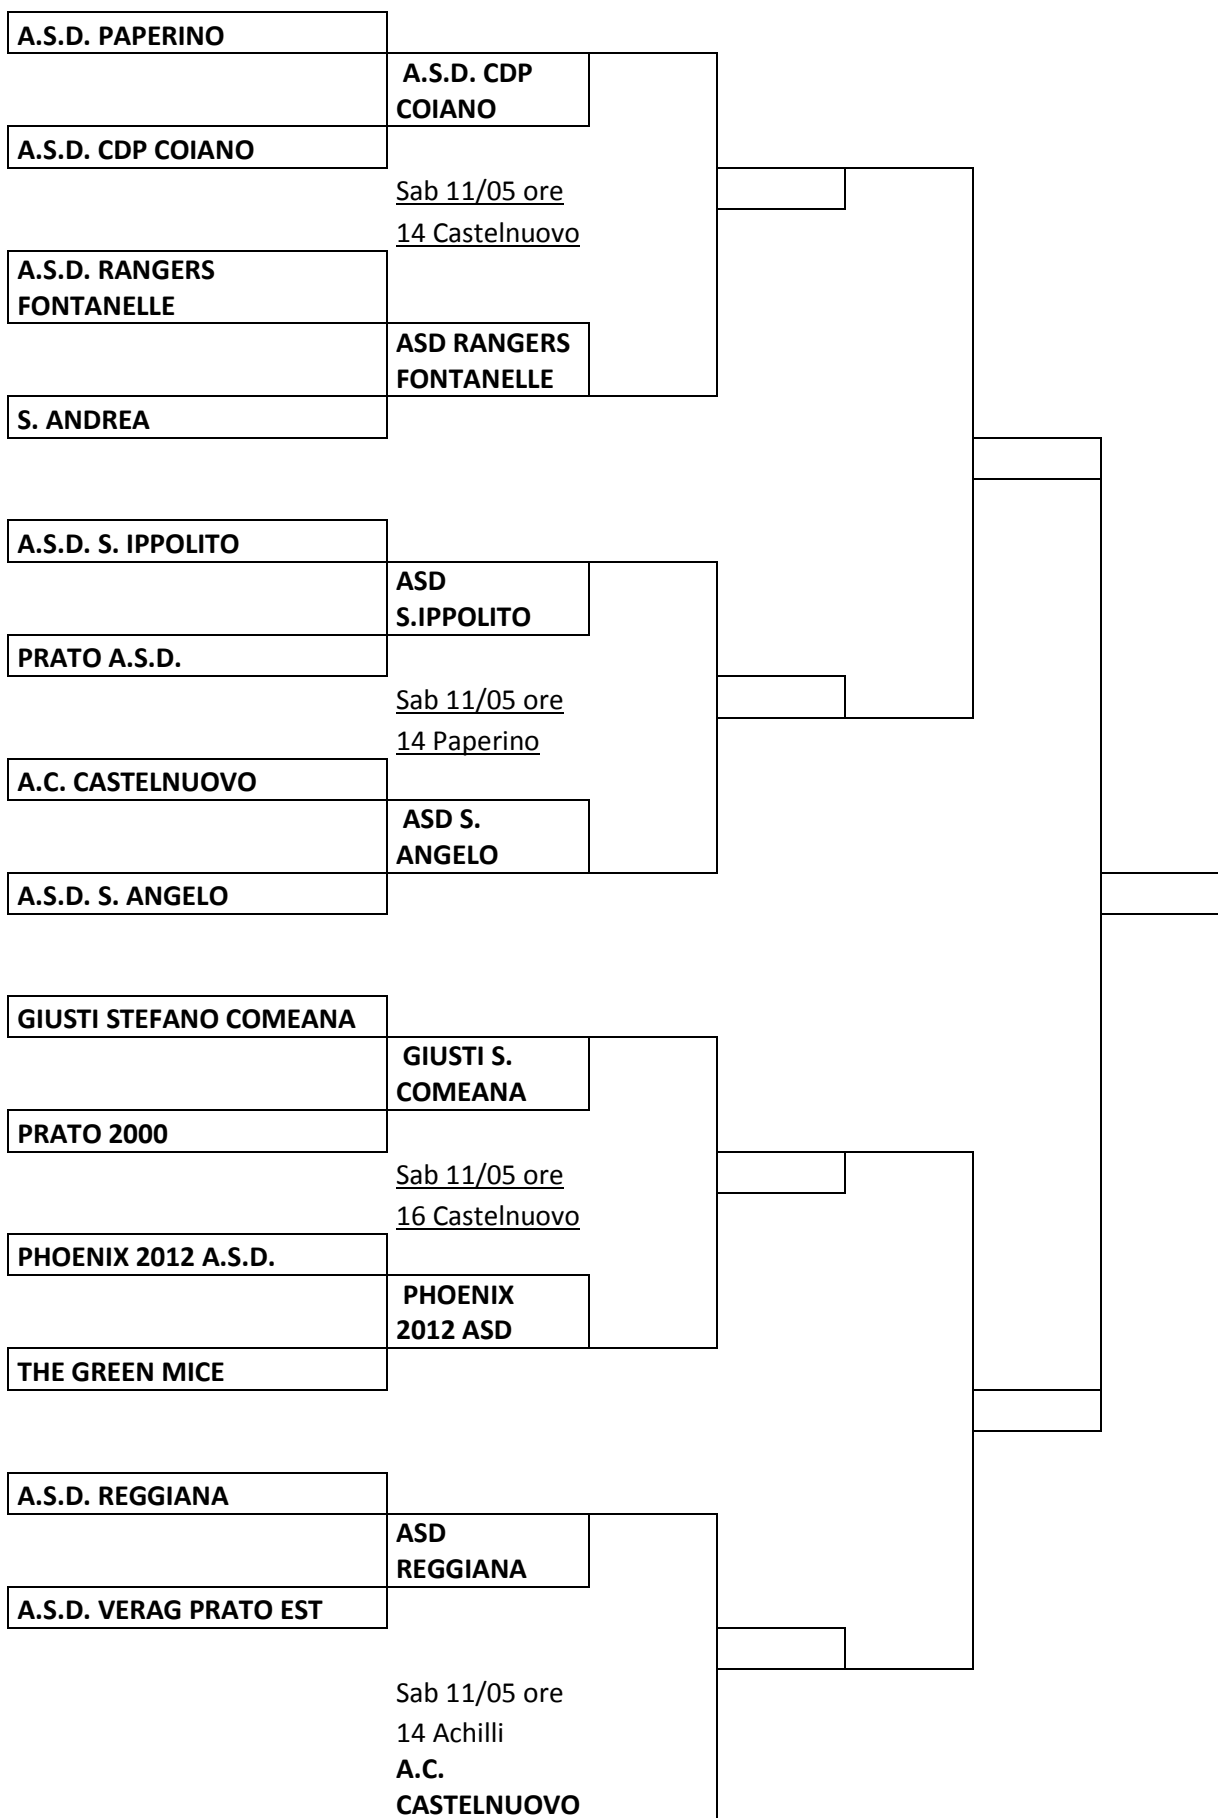 A.S.D. PAPERINO
A.S.D. CDP
COIANO
A.S.D. CDP COIANO
Sab 11/05 ore
14 Castelnuovo
A.S.D. RANGERS
FONTANELLE
ASD RANGERS
FONTANELLE
S. ANDREA
A.S.D. S. IPPOLITO
ASD
S.IPPOLITO
PRATO A.S.D.
Sab 11/05 ore
14 Paperino
A.C. CASTELNUOVO
ASD S.
ANGELO
A.S.D. S. ANGELO
GIUSTI STEFANO COMEANA
GIUSTI S.
COMEANA
PRATO 2000
Sab 11/05 ore
16 Castelnuovo
PHOENIX 2012 A.S.D.
PHOENIX
2012 ASD
THE GREEN MICE
A.S.D. REGGIANA
ASD
REGGIANA
A.S.D. VERAG PRATO EST
Sab 11/05 ore
14 Achilli
A.C.
CASTELNUOVO